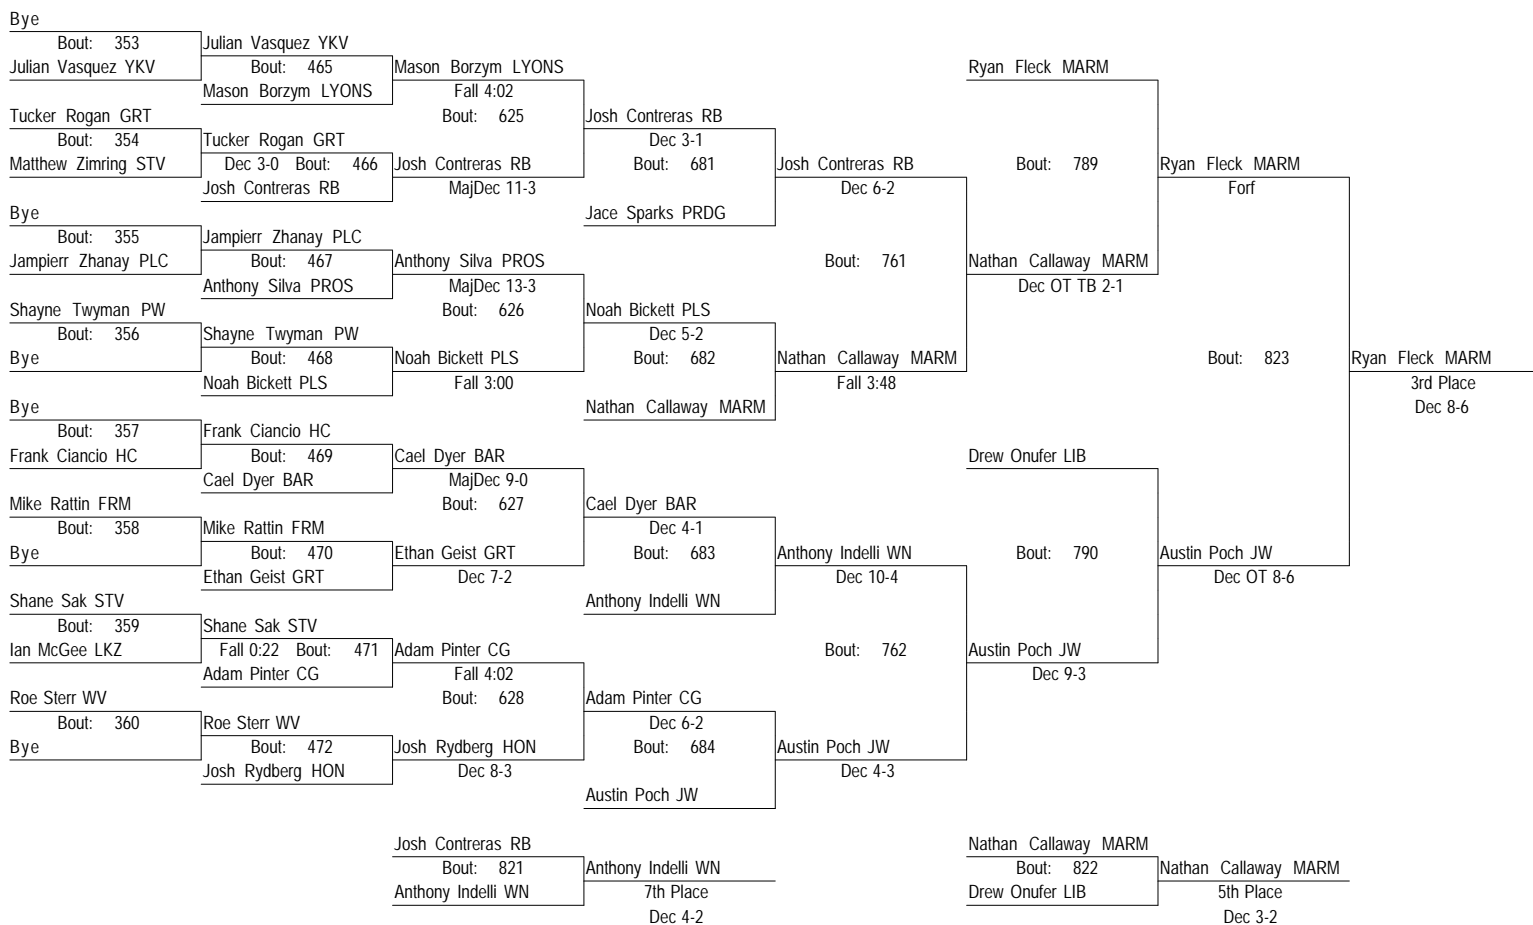 Bye
Bout: 353
Julian Vasquez YKV
Tucker Rogan GRT
Bout: 354
Matthew Zimring STV
Bye
Bout: 355
Jampierr Zhanay PLC
Shayne Twyman PW
Bout: 356
Bye
Bye
Bout: 357
Frank Ciancio HC
Mike Rattin FRM
Bout: 358
Bye
Shane Sak STV
Bout: 359
Ian McGee LKZ
Roe Sterr WV
Bout: 360
Bye
Julian Vasquez YKV
Bout: 465
Mason Borzym LYONS
Tucker Rogan GRT
Dec 3-0 Bout: 466
Josh Contreras RB
Jampierr Zhanay PLC
Bout: 467
Anthony Silva PROS
Shayne Twyman PW
Bout: 468
Noah Bickett PLS
Frank Ciancio HC
Bout: 469
Cael Dyer BAR
Mike Rattin FRM
Bout: 470
Ethan Geist GRT
Shane Sak STV
Fall 0:22 Bout: 471
Adam Pinter CG
Roe Sterr WV
Bout: 472
Josh Rydberg HON
Mason Borzym LYONS
Fall 4:02
Bout: 625
Josh Contreras RB
MajDec 11-3
Anthony Silva PROS
MajDec 13-3
Bout: 626
Noah Bickett PLS
Fall 3:00
Cael Dyer BAR
MajDec 9-0
Bout: 627
Ethan Geist GRT
Dec 7-2
Adam Pinter CG
Fall 4:02
Bout: 628
Josh Rydberg HON
Dec 8-3
Josh Contreras RB
Dec 3-1
Bout: 681
Jace Sparks PRDG
Noah Bickett PLS
Dec 5-2
Bout: 682
Nathan Callaway MARM
Cael Dyer BAR
Dec 4-1
Bout: 683
Anthony Indelli WN
Adam Pinter CG
Dec 6-2
Bout: 684
Austin Poch JW
Josh Contreras RB
Dec 6-2
Bout: 761
Nathan Callaway MARM
Fall 3:48
Anthony Indelli WN
Dec 10-4
Bout: 762
Austin Poch JW
Dec 4-3
Ryan Fleck MARM
Bout: 789
Nathan Callaway MARM
Dec OT TB 2-1
Drew Onufer LIB
Bout: 790
Austin Poch JW
Dec 9-3
Ryan Fleck MARM
Forf
Bout: 823
Austin Poch JW
Dec OT 8-6
Ryan Fleck MARM
3rd Place
Dec 8-6
Josh Contreras RB
Bout: 821
Anthony Indelli WN
Anthony Indelli WN
7th Place
Dec 4-2
Nathan Callaway MARM
Bout: 822
Drew Onufer LIB
Nathan Callaway MARM
5th Place
Dec 3-2